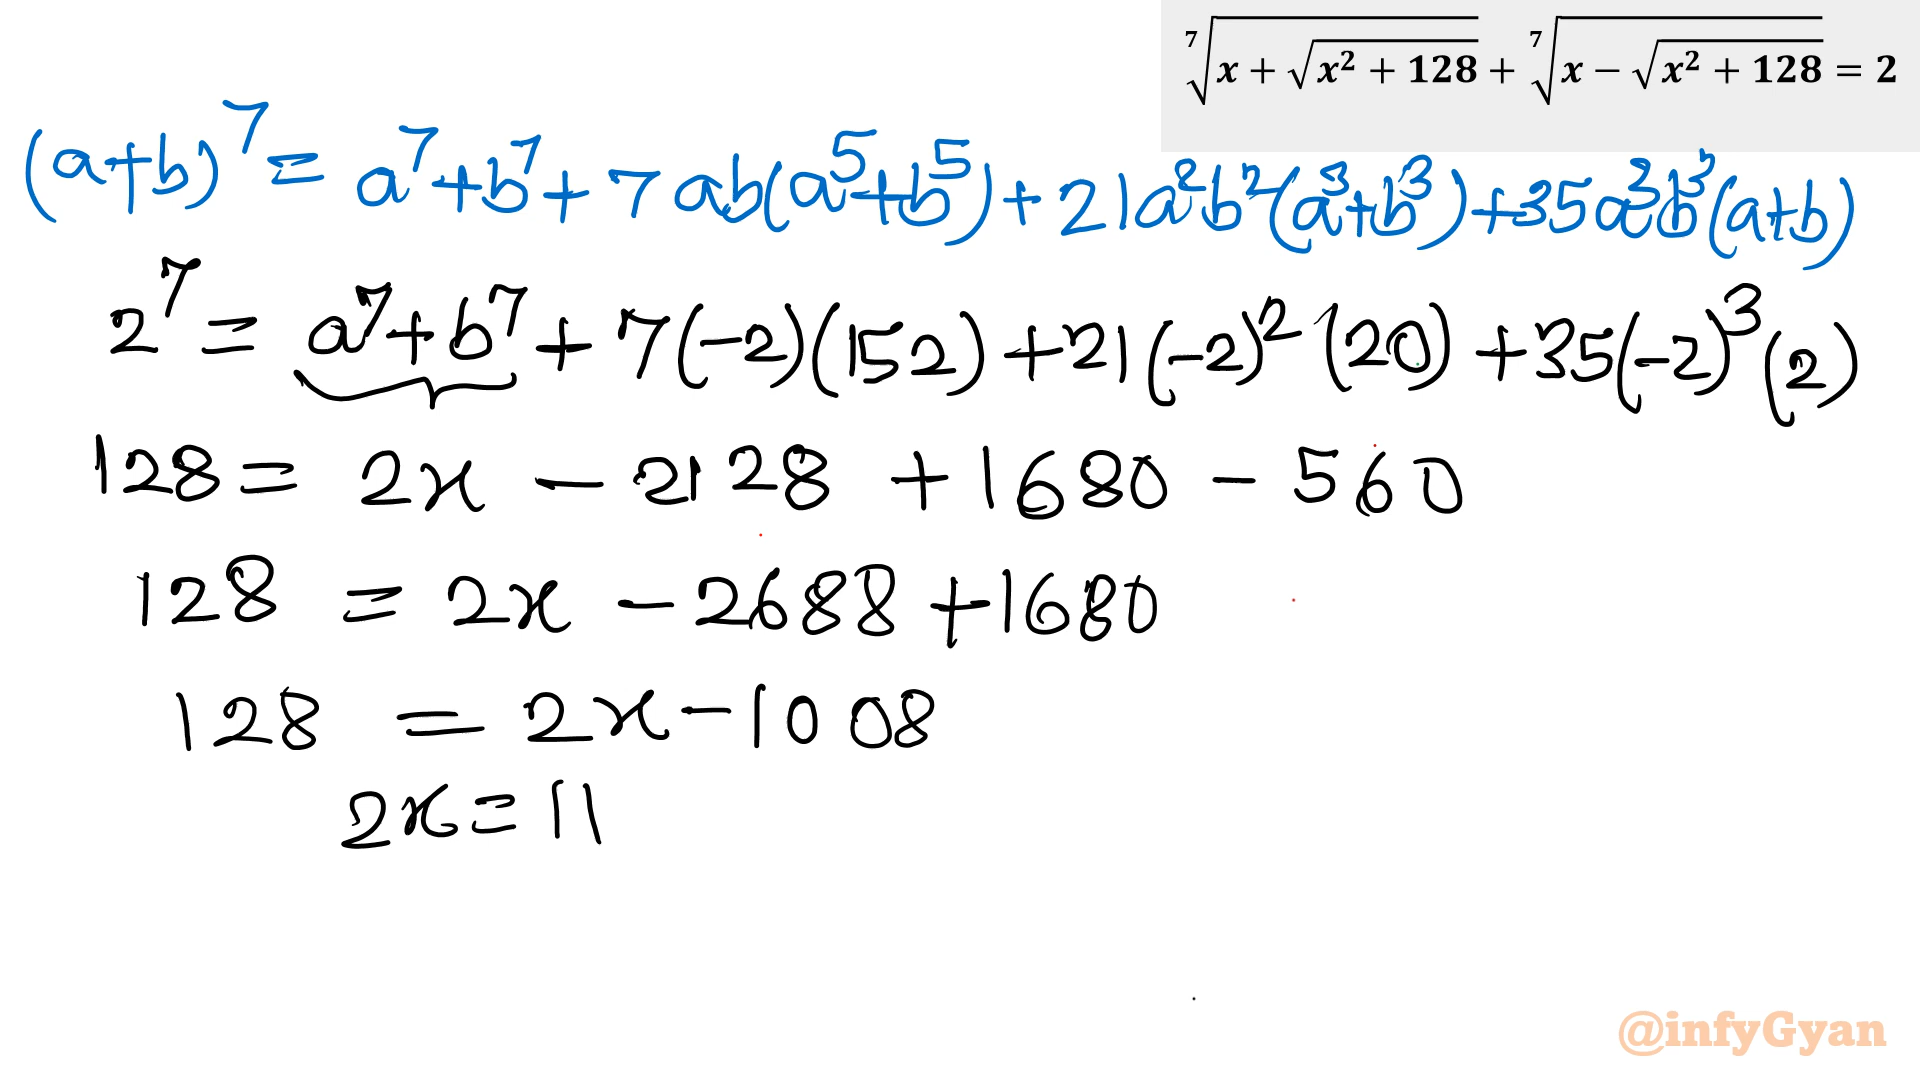 ⁷√(x + √(x² + 128)) + ⁷√(x − √(x² + 128)) = 2
(a+b)⁷ = a⁷+b⁷+7ab(a⁵+b⁵)+21a²b²(a³+b³)+35a³b³(a+b)
2⁷ = a⁷+b⁷+7(-2)(152)+21(-2)²(20)+35(-2)³(2)
128 = 2x - 2128 + 1680 - 560
128 = 2x - 2688 + 1680
128 = 2x - 1008
2x = 11
@infyGyan